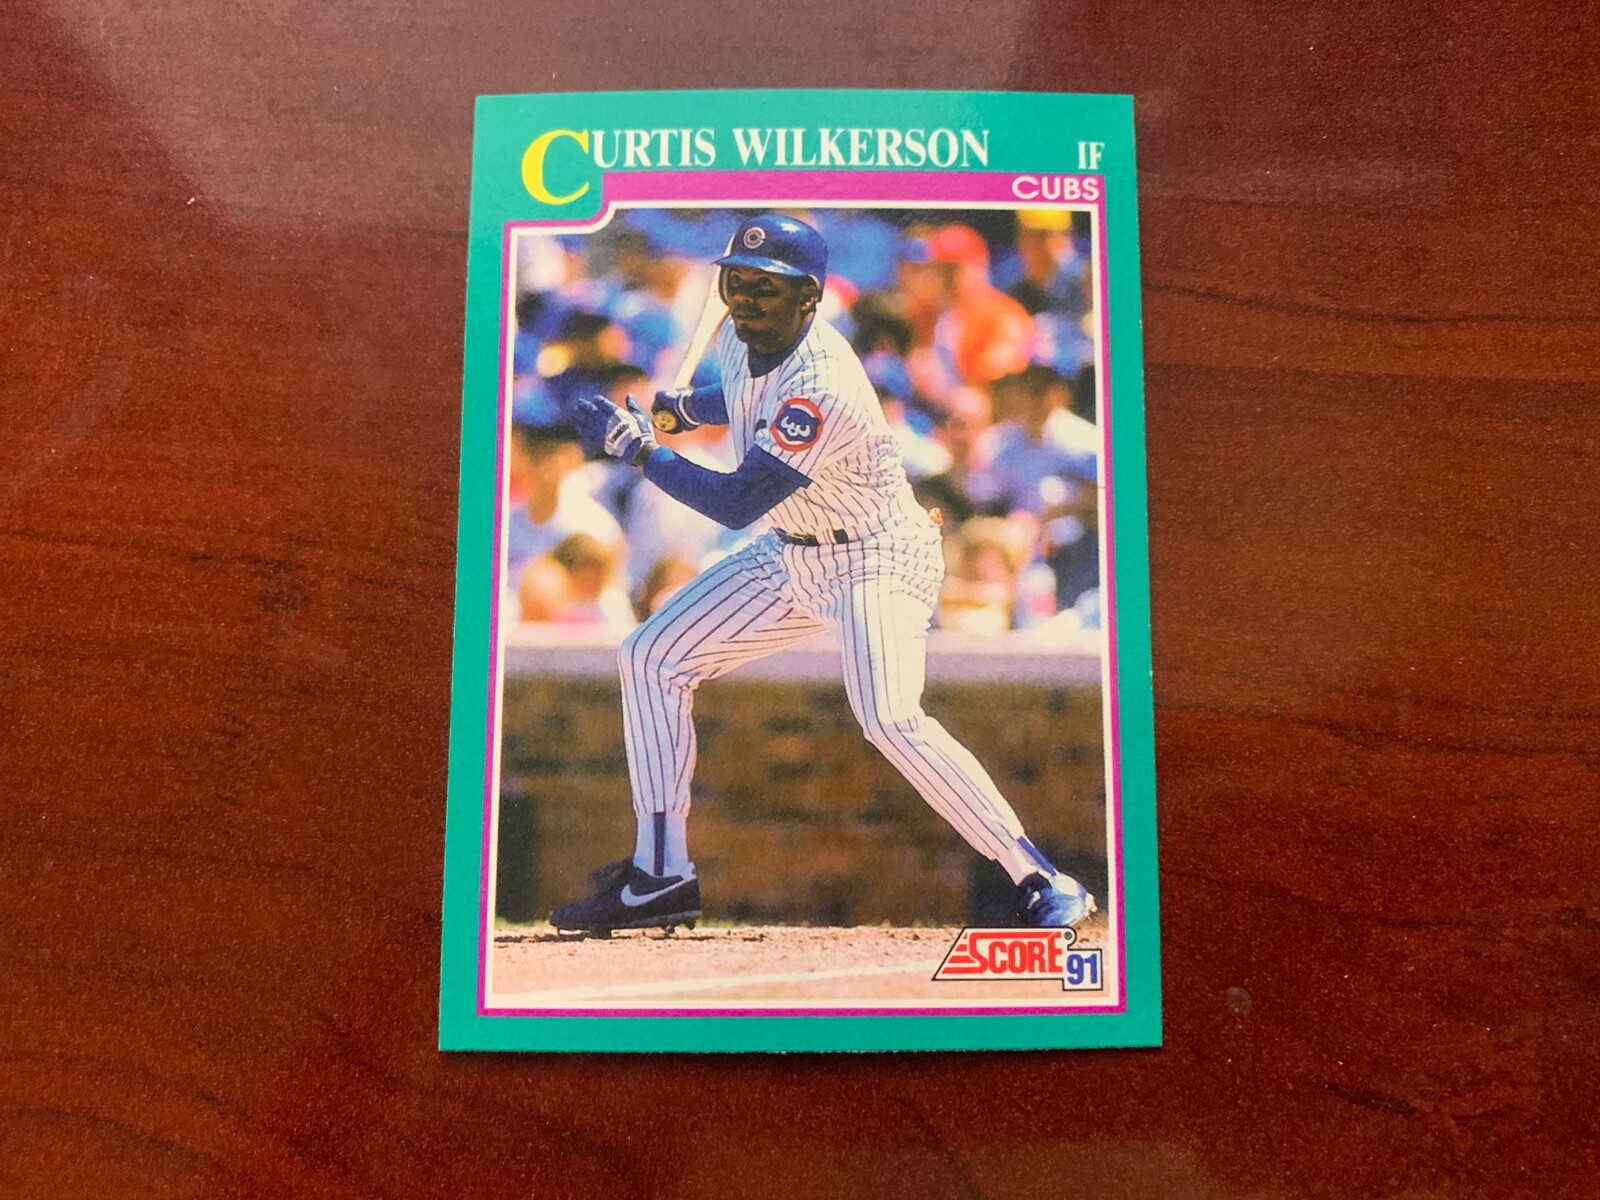 CURTIS WILKERSON IF
CUBS
C
SCORE®
91